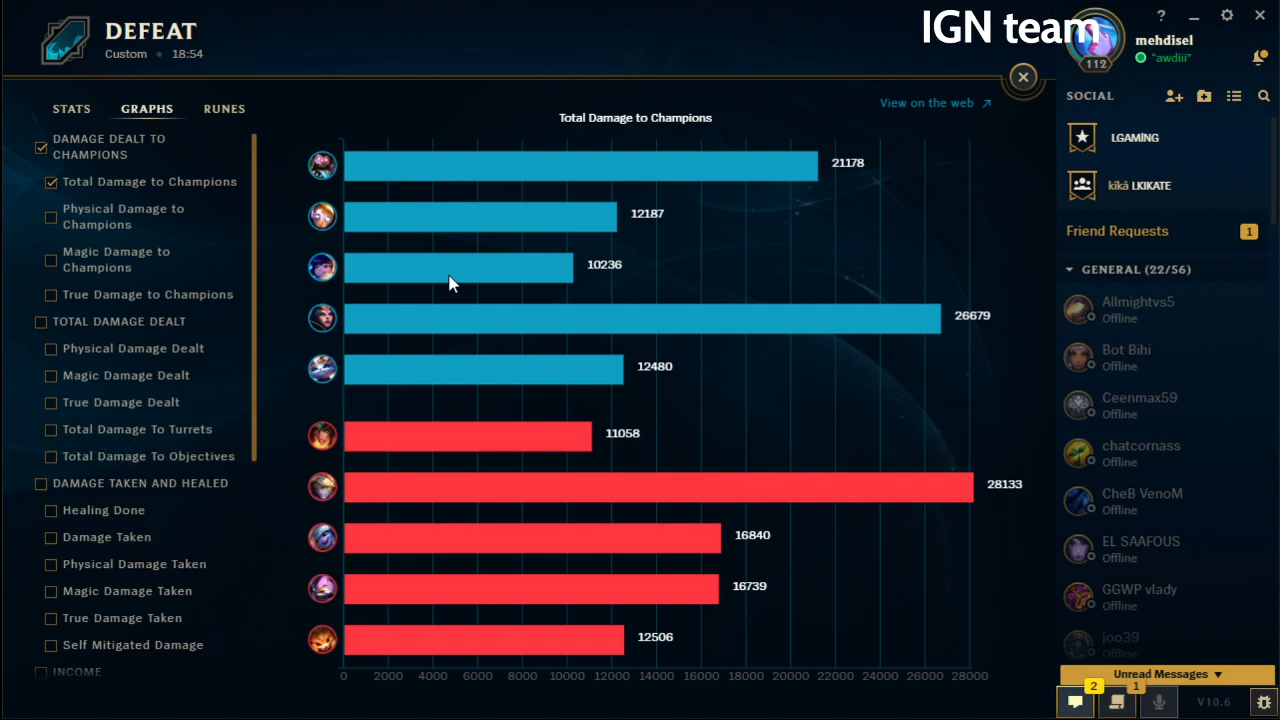 DEFEAT
Custom • 18:54
IGN team
?
112
mehdisel
"awdiii"
STATS
GRAPHS
RUNES
View on the web ↗
SOCIAL
DAMAGE DEALT TO
CHAMPIONS
Total Damage to Champions
Physical Damage to
Champions
Magic Damage to
Champions
True Damage to Champions
TOTAL DAMAGE DEALT
Physical Damage Dealt
Magic Damage Dealt
True Damage Dealt
Total Damage To Turrets
Total Damage To Objectives
DAMAGE TAKEN AND HEALED
Healing Done
Damage Taken
Physical Damage Taken
Magic Damage Taken
True Damage Taken
Self Mitigated Damage
INCOME
Total Damage to Champions
21178
12187
10236
26679
12480
11058
28133
16840
16739
12506
0 2000 4000 6000 8000 10000 12000 14000 16000 18000 20000 22000 24000 26000 28000
LGAMİNG
kikâ LKIKATE
Friend Requests 1
GENERAL (22/56)
Allmightvs5
Offline
Bot Bihi
Offline
Ceenmax59
Offline
chatcornass
Offline
CheB VenoM
Offline
EL SAAFOUS
Offline
GGWP vlady
Offline
joo39
Offline
Unread Messages ▼
2
1
V10.6